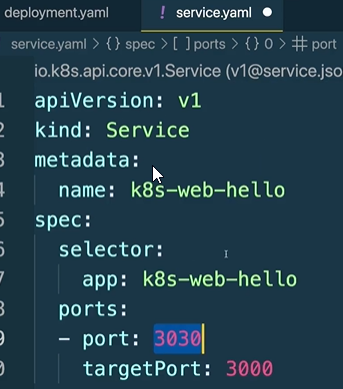 deployment.yaml ! service.yaml
service.yaml > {} spec > [ ] ports > {} 0 > # port
io.k8s.api.core.v1.Service (v1@service.jso
1 apiVersion: v1
2 kind: Service
3 metadata:
4 name: k8s-web-hello
5 spec:
6 selector:
7 app: k8s-web-hello
8 ports:
9 - port: 3030
0 targetPort: 3000